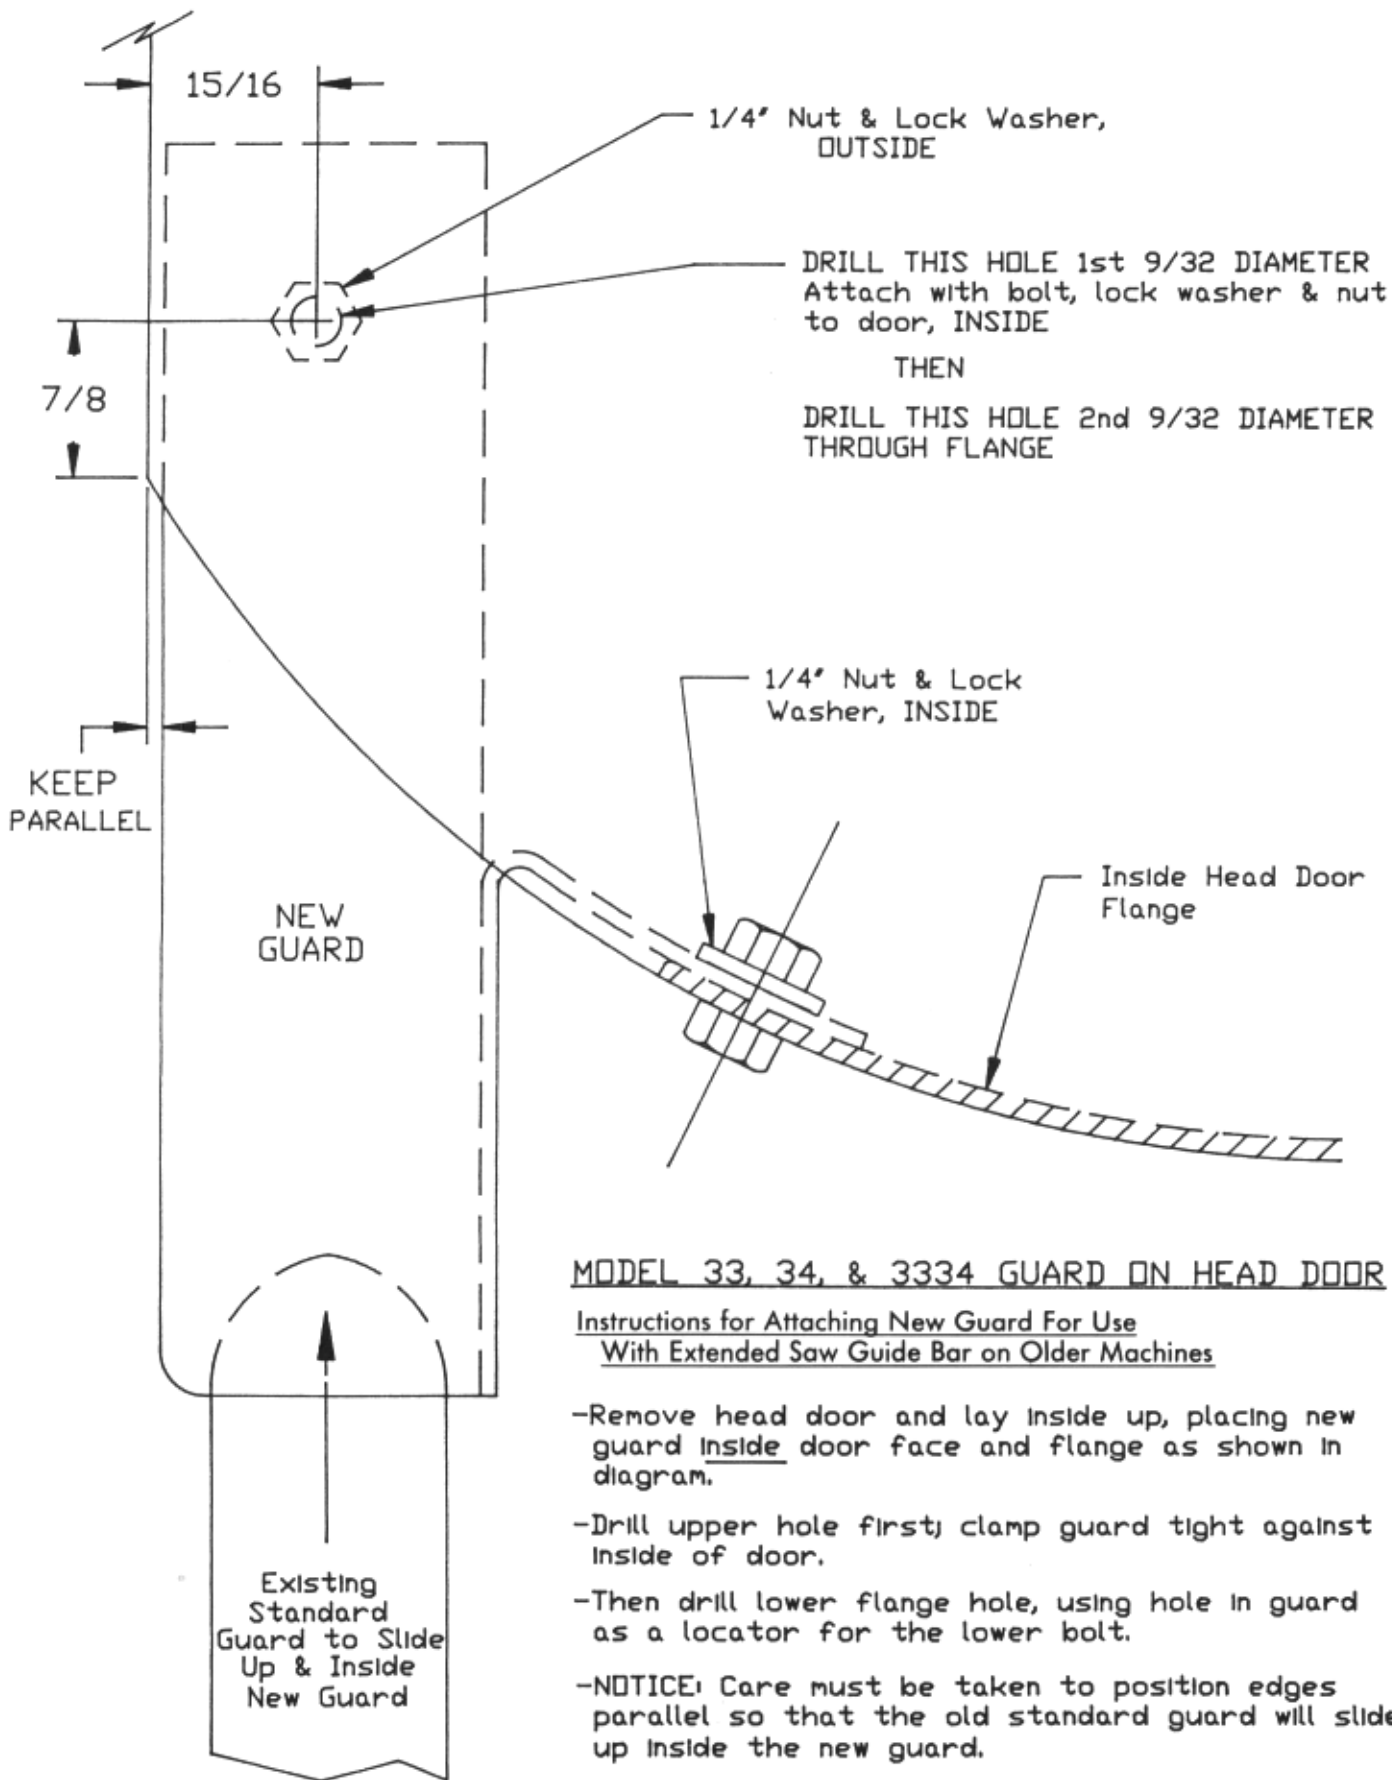 15/16
1/4" Nut & Lock Washer,
OUTSIDE
DRILL THIS HOLE 1st 9/32 DIAMETER
Attach with bolt, lock washer & nut
to door, INSIDE
THEN
DRILL THIS HOLE 2nd 9/32 DIAMETER
THROUGH FLANGE
7/8
1/4" Nut & Lock
Washer, INSIDE
KEEP
PARALLEL
Inside Head Door
Flange
NEW
GUARD
MODEL 33, 34, & 3334 GUARD ON HEAD DOOR
Instructions for Attaching New Guard For Use
With Extended Saw Guide Bar on Older Machines
-Remove head door and lay inside up, placing new
guard inside door face and flange as shown in
diagram.
-Drill upper hole first; clamp guard tight against
inside of door.
-Then drill lower flange hole, using hole in guard
as a locator for the lower bolt.
-NOTICE: Care must be taken to position edges
parallel so that the old standard guard will slide
up inside the new guard.
Existing
Standard
Guard to Slide
Up & Inside
New Guard